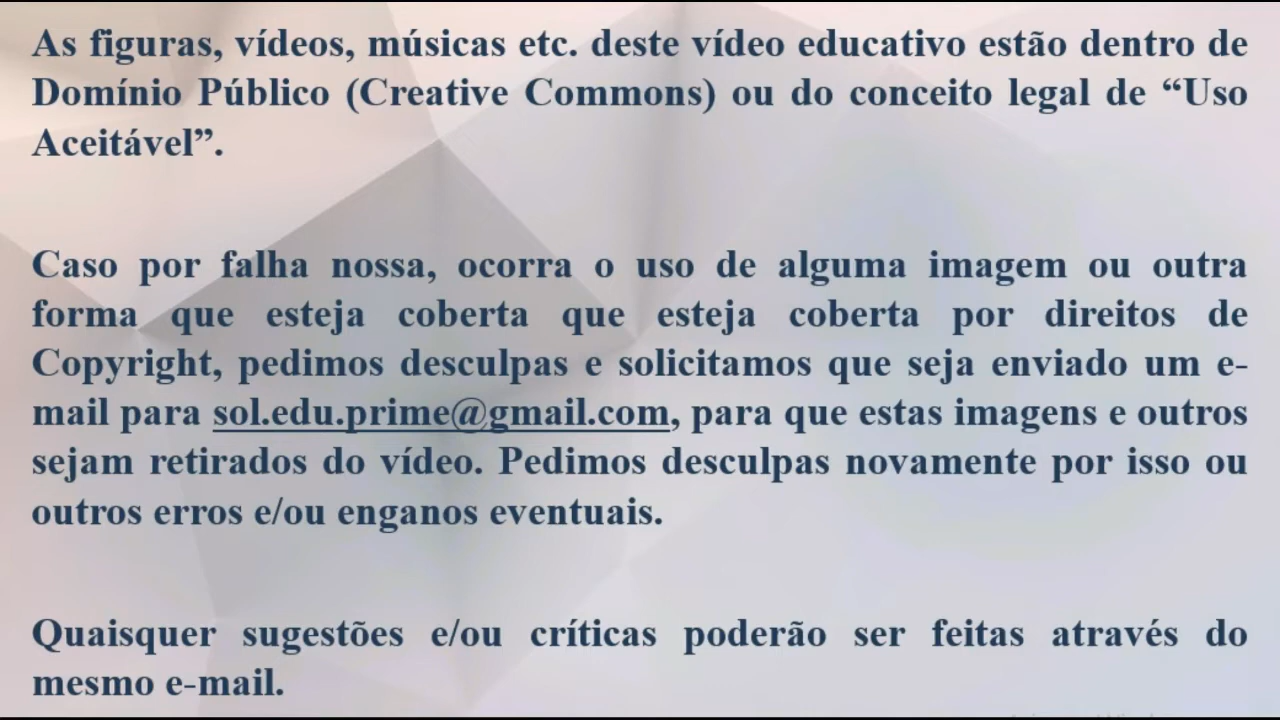 As figuras, vídeos, músicas etc. deste vídeo educativo estão dentro de
Domínio Público (Creative Commons) ou do conceito legal de “Uso
Aceitável”.
Caso por falha nossa, ocorra o uso de alguma imagem ou outra
forma que esteja coberta que esteja coberta por direitos de
Copyright, pedimos desculpas e solicitamos que seja enviado um e-
mail para sol.edu.prime@gmail.com, para que estas imagens e outros
sejam retirados do vídeo. Pedimos desculpas novamente por isso ou
outros erros e/ou enganos eventuais.
Quaisquer sugestões e/ou críticas poderão ser feitas através do
mesmo e-mail.